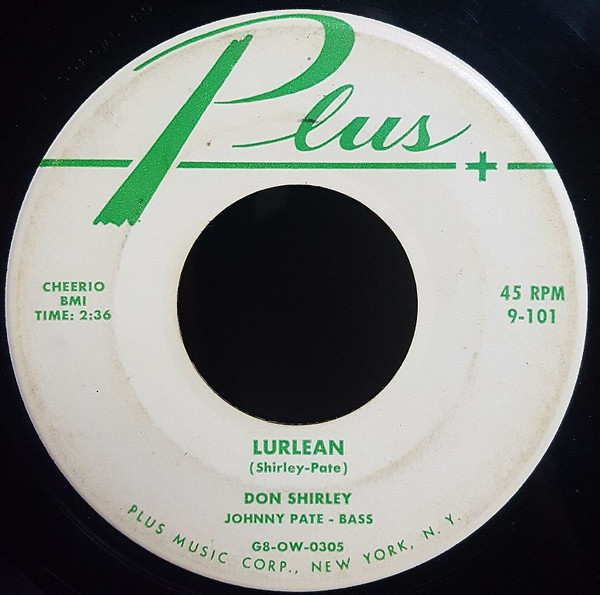 Plus
+
CHEERIO
BMI
TIME: 2:36
45 RPM
9-101
LURLEAN
(Shirley-Pate)
DON SHIRLEY
JOHNNY PATE - BASS
G8-OW-0305
PLUS MUSIC CORP., NEW YORK, N. Y.